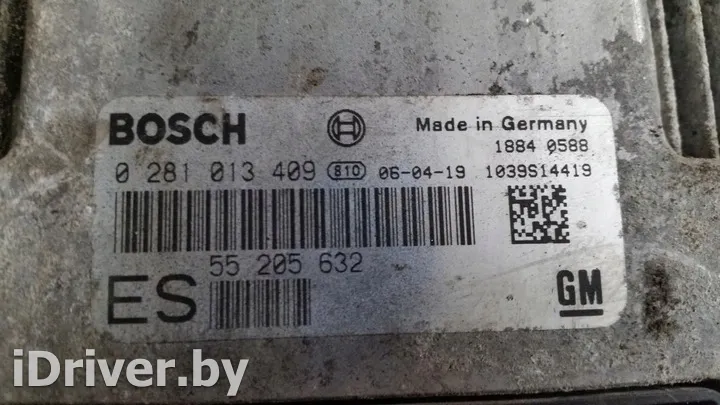 BOSCH
Made in Germany
1884 0588
0 281 013 409 810 06-04-19 1039S14419
55 205 632
ES
GM
iDriver.by